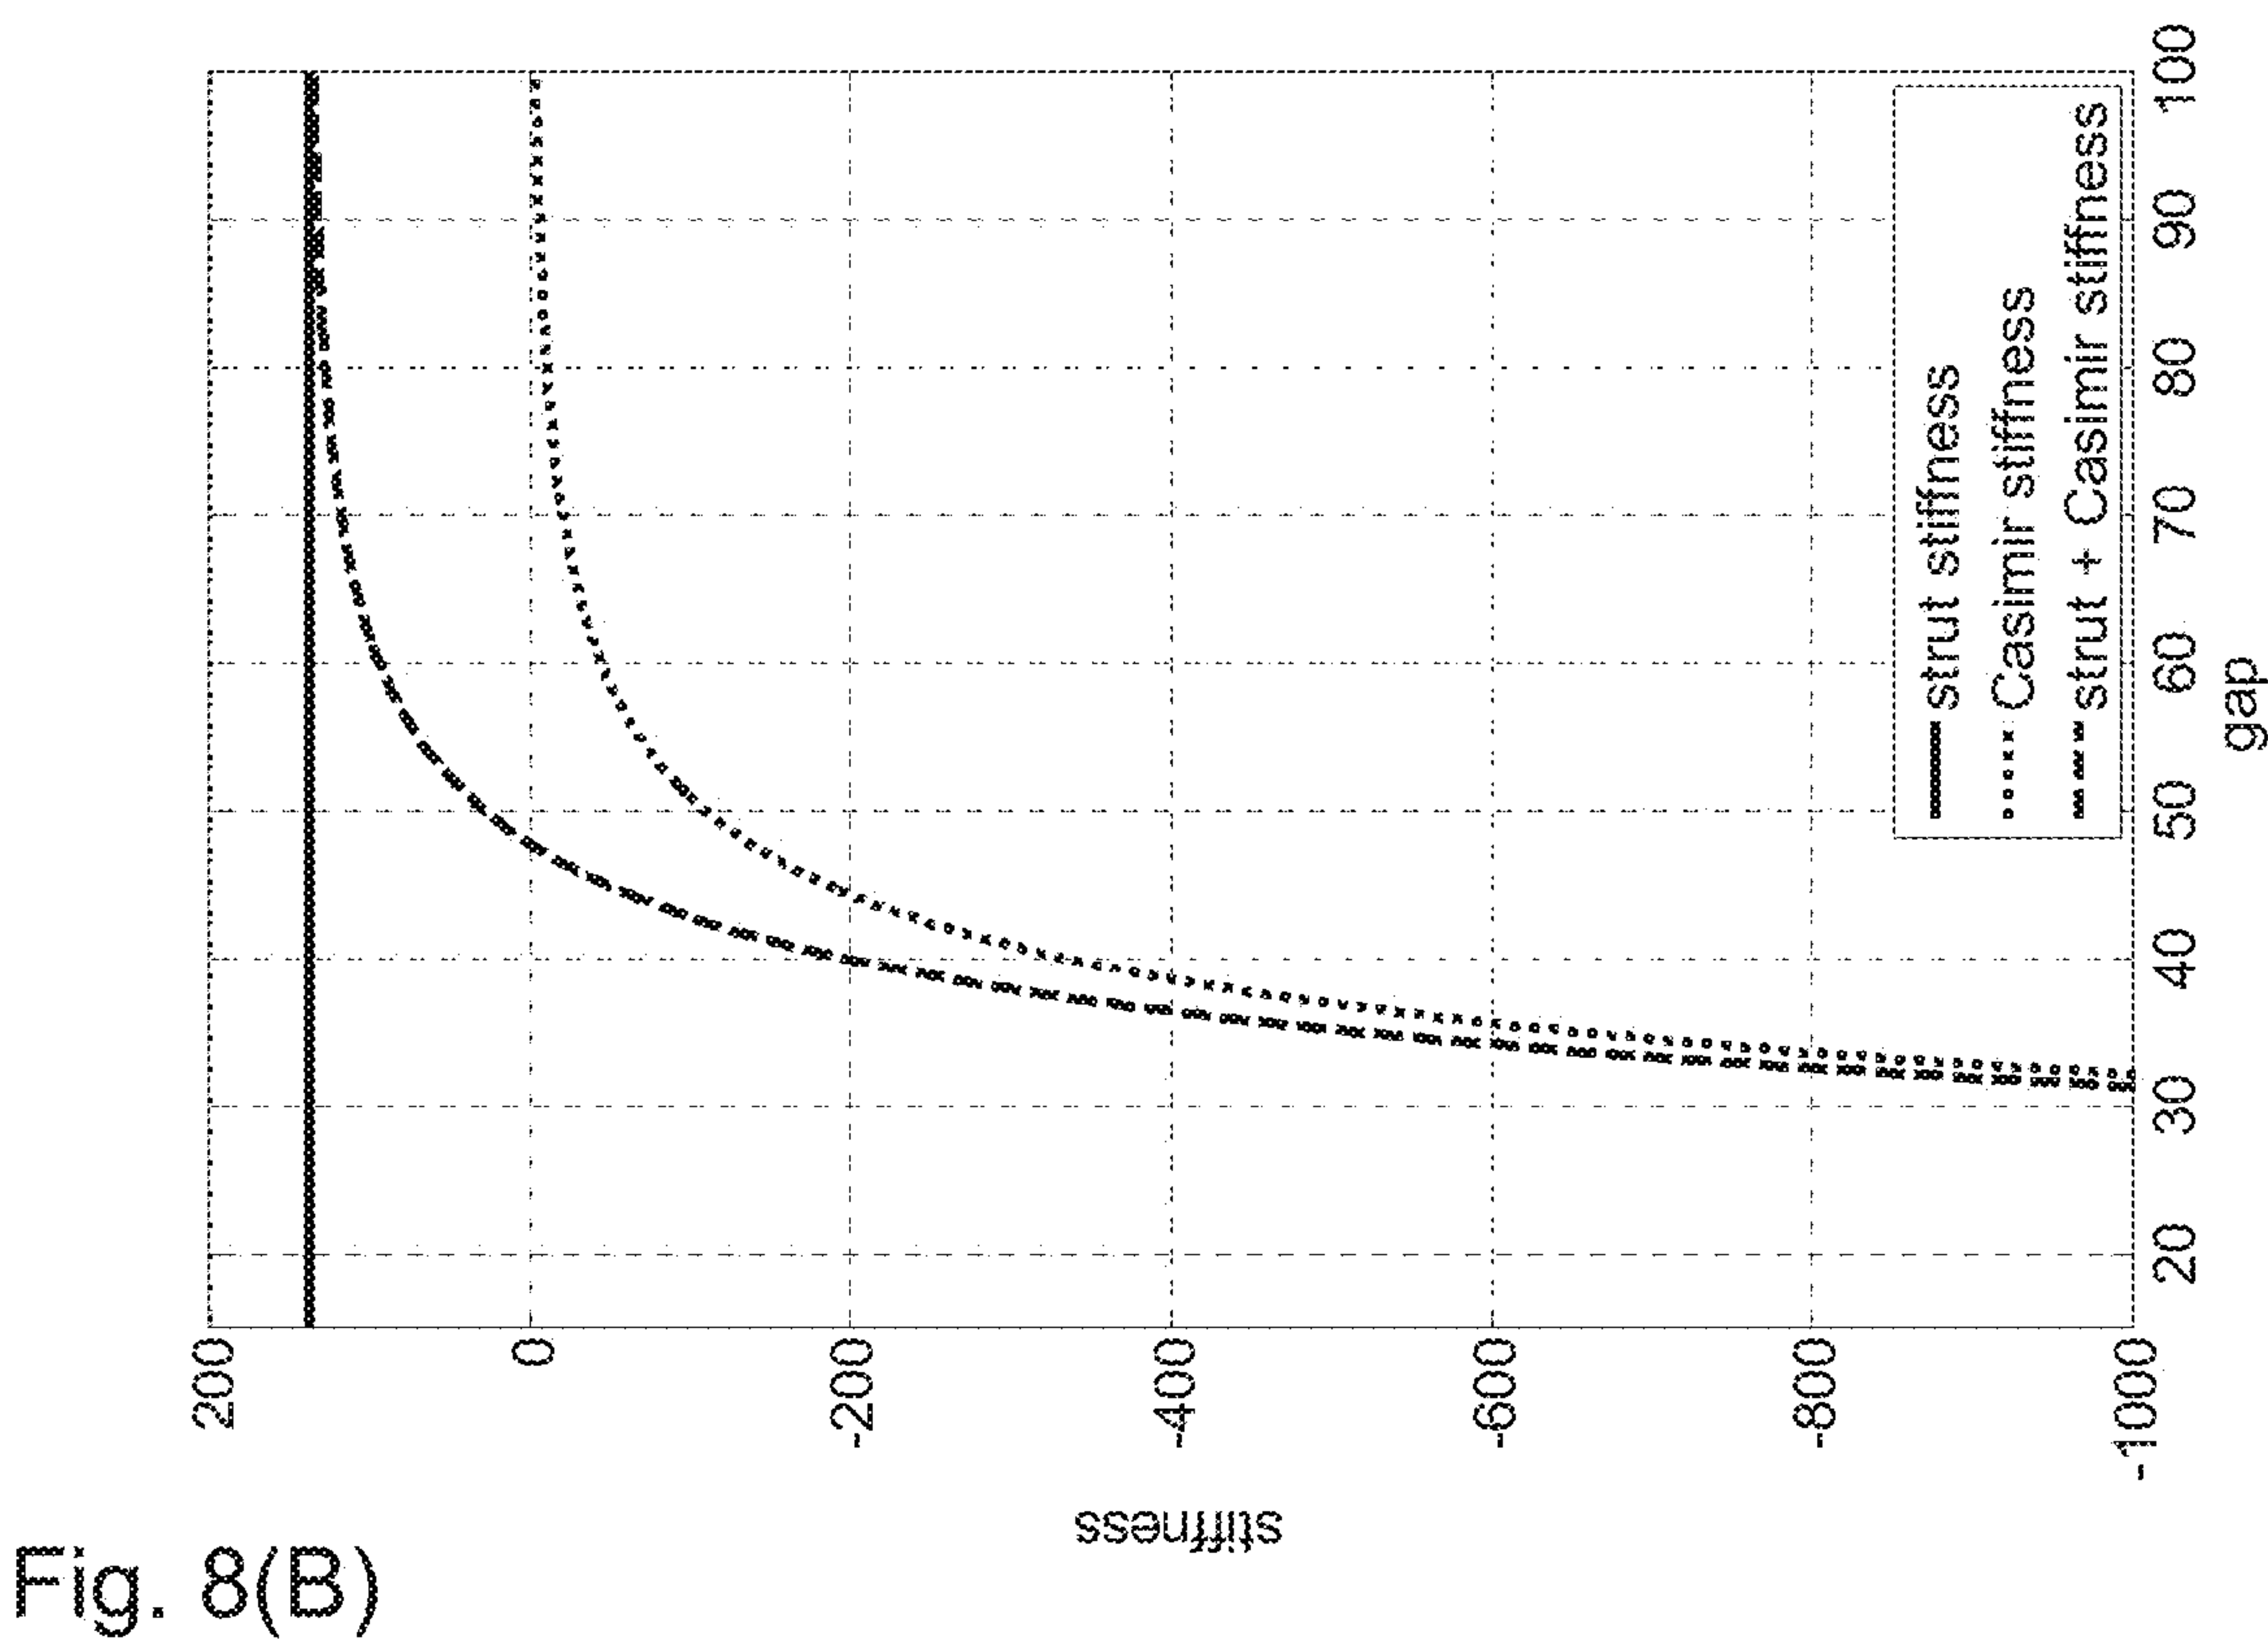 Fig. 8(B)
stiffness
200
0
-200
-400
-600
-800
-1000
20
30
40
50
60
70
80
90
100
gap
strut stiffness
Casimir stiffness
strut + Casimir stiffness